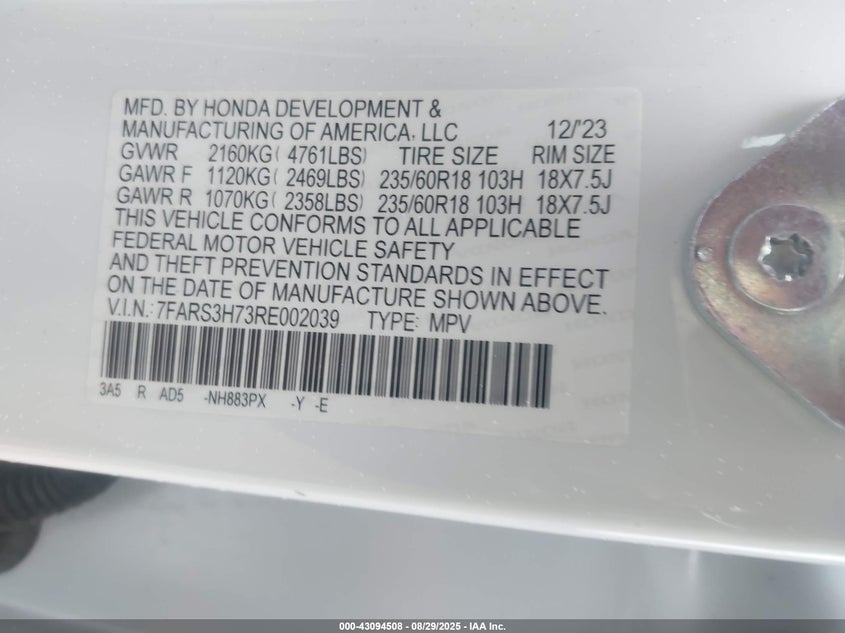 MFD. BY HONDA DEVELOPMENT &
MANUFACTURING OF AMERICA, LLC 12/'23
GVWR 2160KG( 4761LBS) TIRE SIZE RIM SIZE
GAWR F 1120KG( 2469LBS) 235/60R18 103H 18X7.5J
GAWR R 1070KG( 2358LBS) 235/60R18 103H 18X7.5J
THIS VEHICLE CONFORMS TO ALL APPLICABLE
FEDERAL MOTOR VEHICLE SAFETY
AND THEFT PREVENTION STANDARDS IN EFFECT
ON THE DATE OF MANUFACTURE SHOWN ABOVE.
V.I.N.: 7FARS3H73RE002039 TYPE: MPV
3A5 R AD5 -NH883PX -Y -E
000-43094508 - 08/29/2025 - IAA Inc.